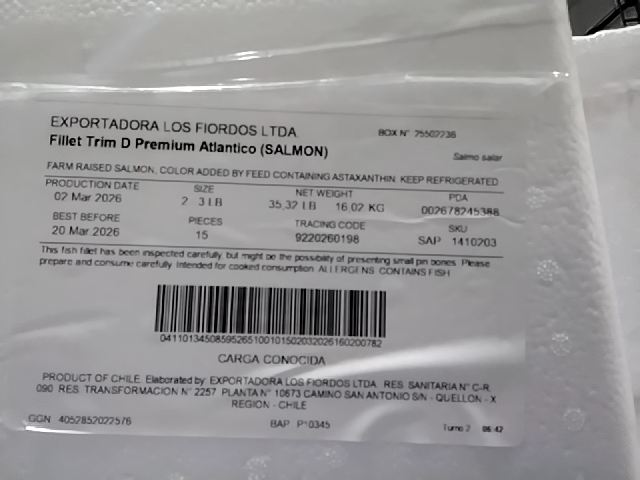 EXPORTADORA LOS FIORDOS LTDA
BOX N° 25502236
Fillet Trim D Premium Atlantico (SALMON)
Salmo salar
FARM RAISED SALMON, COLOR ADDED BY FEED CONTAINING ASTAXANTHIN. KEEP REFRIGERATED
PRODUCTION DATE SIZE NET WEIGHT PDA
02 Mar 2026 2 3 LB 35,32 LB 16,02 KG 002678245388
BEST BEFORE PIECES TRACING CODE SKU
20 Mar 2026 15 9220260198 SAP 1410203
This fish fillet has been inspected carefully, but might be the possibility of presenting small pin bones. Please
prepare and consume carefully. Intended for cooked consumption. ALLERGENS: CONTAINS FISH
04110134508595265100101502032026160200782
CARGA CONOCIDA
PRODUCT OF CHILE. Elaborated by: EXPORTADORA LOS FIORDOS LTDA. RES. SANITARIA N° C-R
090 RES. TRANSFORMACION N° 2257 PLANTA N° 10673 CAMINO SAN ANTONIO S/N - QUELLON - X
REGION - CHILE
GGN 4052852022576 BAP P10345 Turno 2 06:42